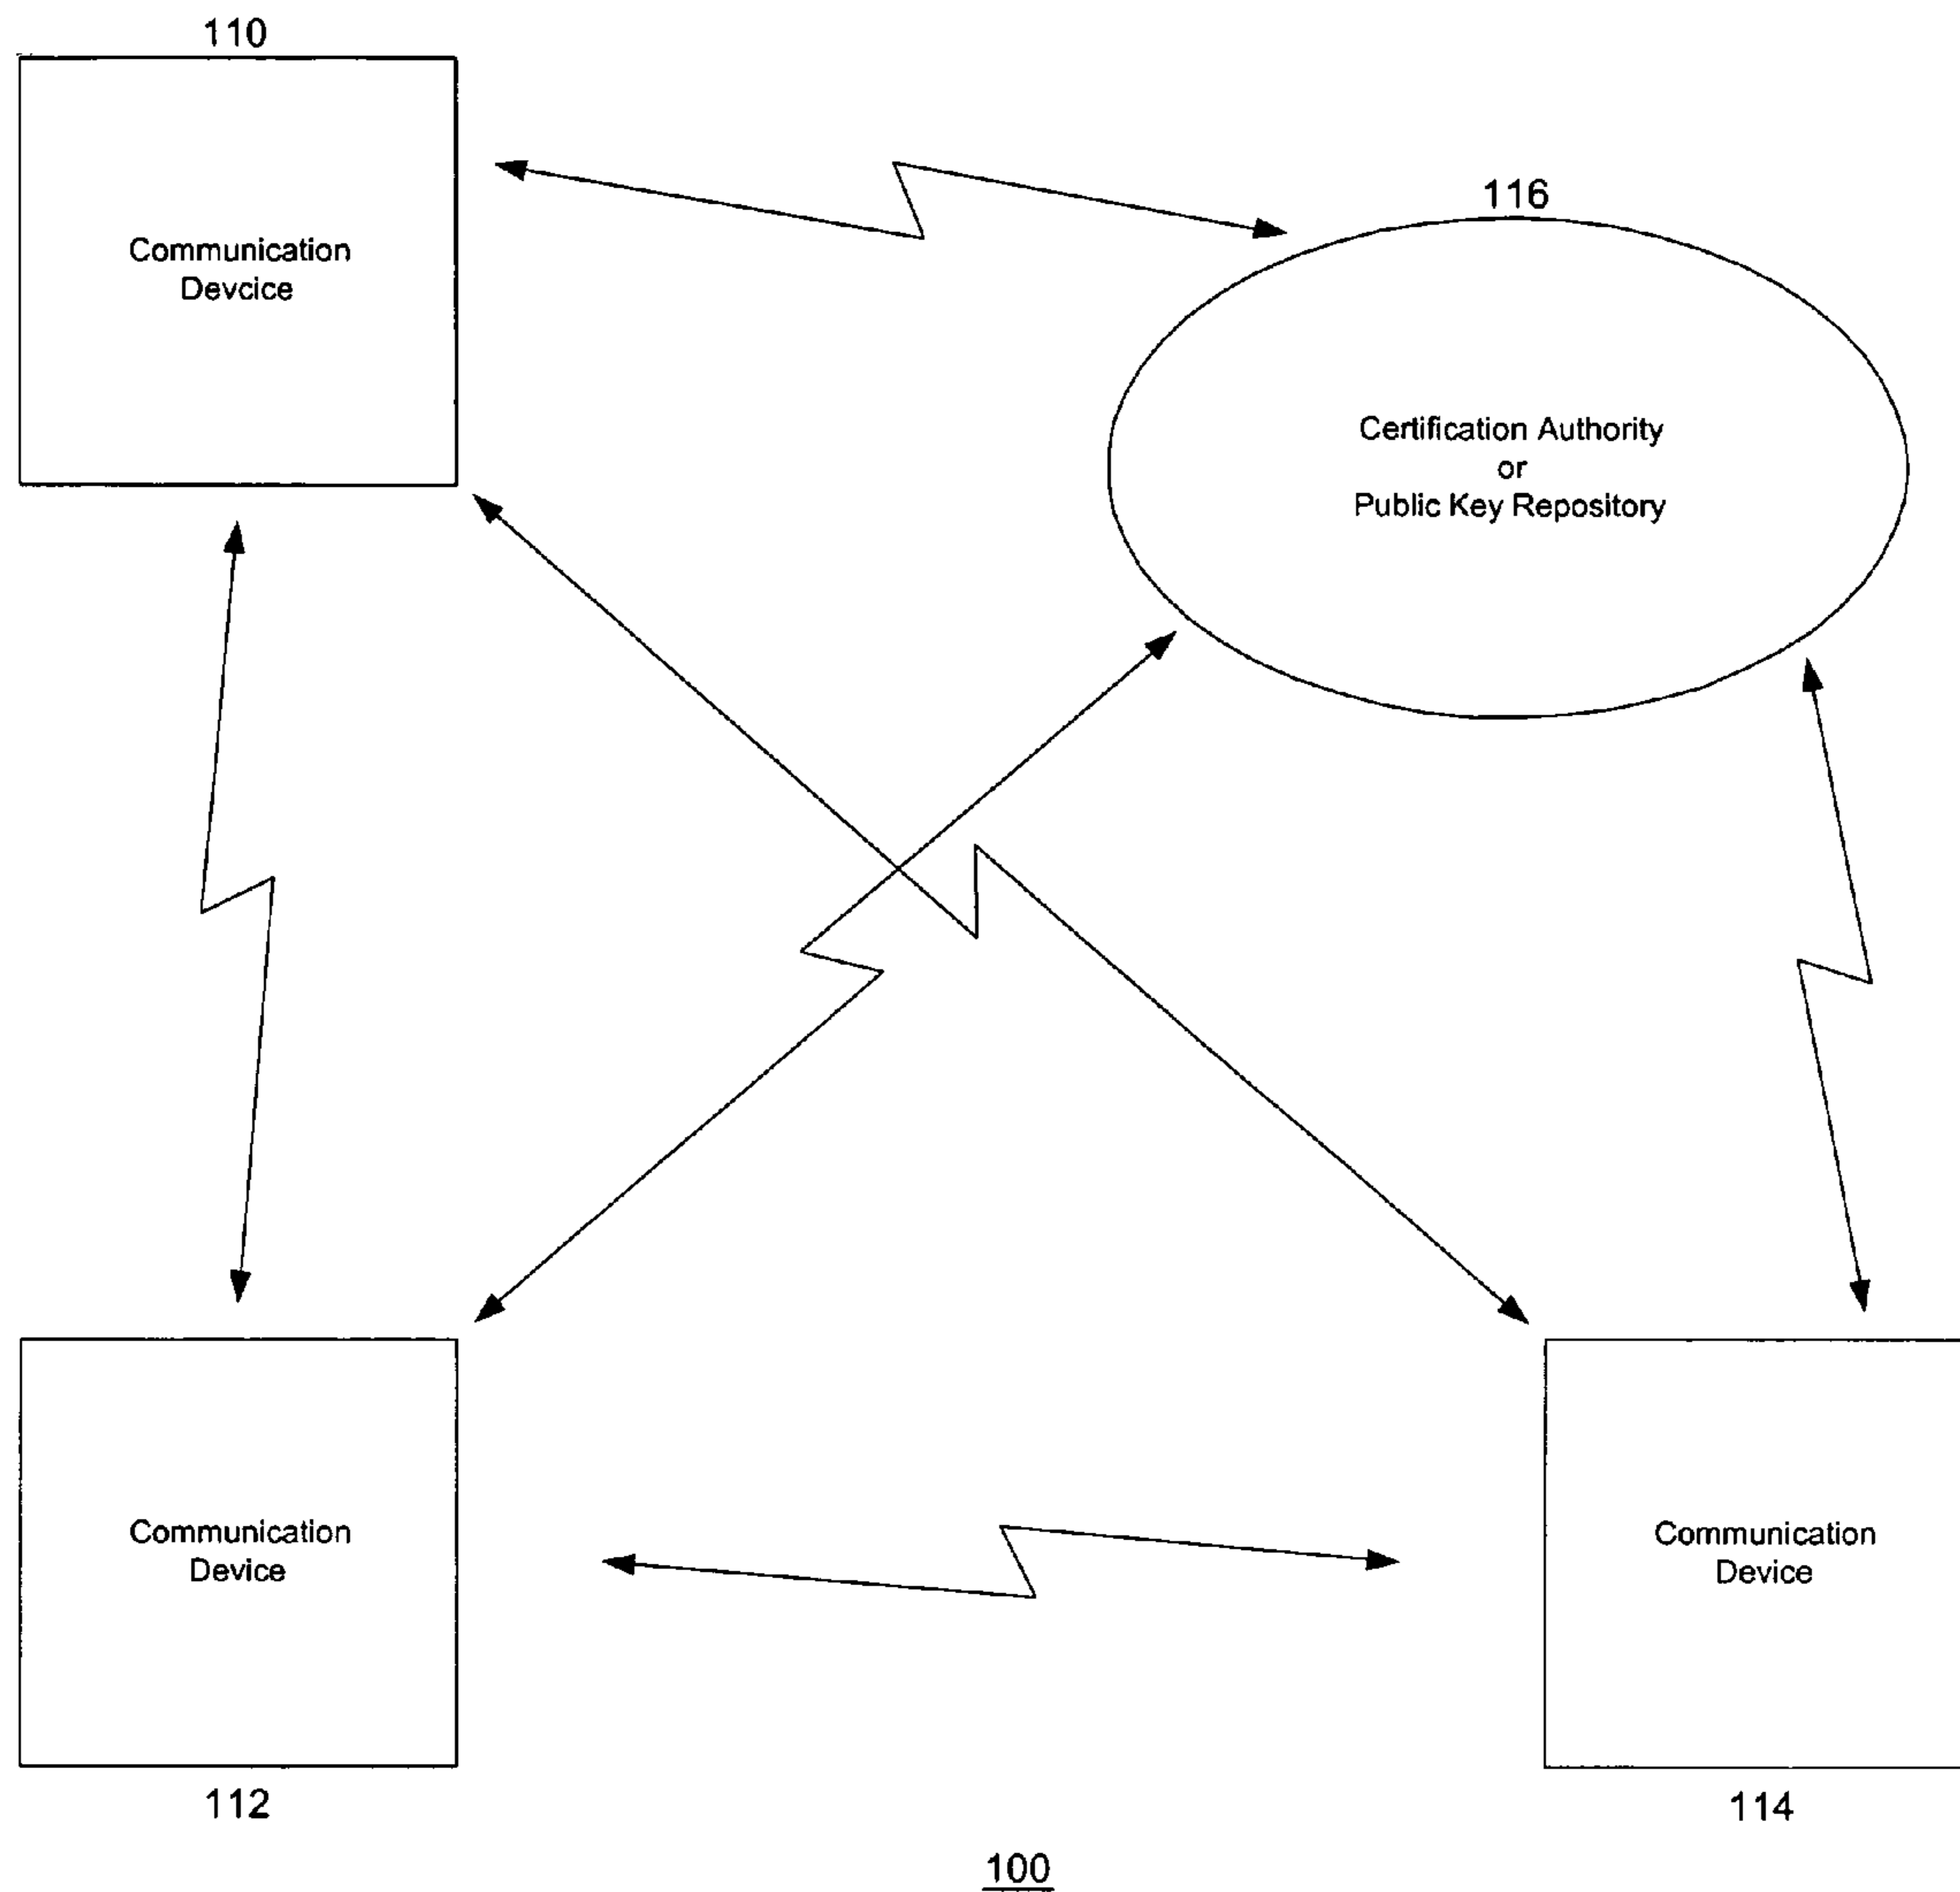 110
Communication
Devcice
116
Certification Authority
or
Public Key Repository
Communication
Device
112
Communication
Device
114
100